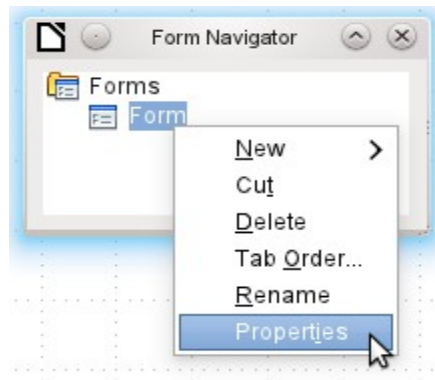 Form Navigator
Forms
Form
New
Cut
Delete
Tab Order...
Rename
Properties